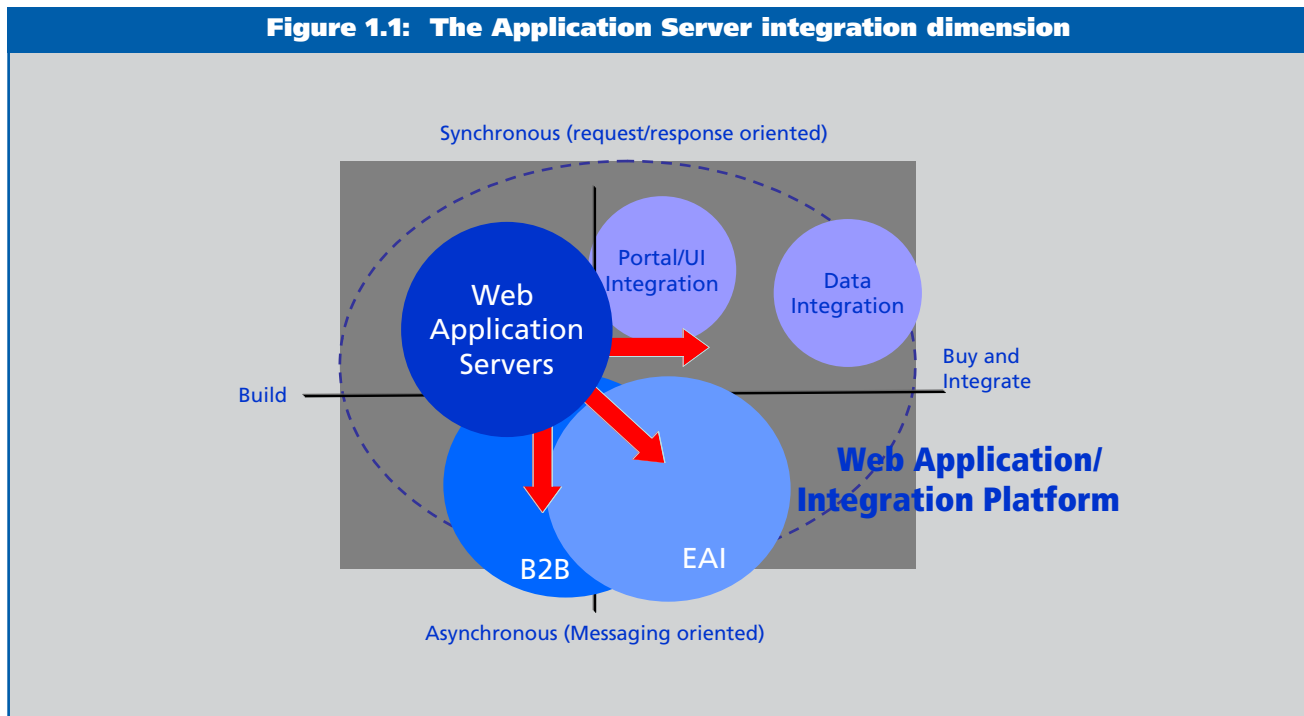 Figure 1.1: The Application Server integration dimension
Synchronous (request/response oriented)
Portal/UI
Integration
Data
Integration
Web
Application
Servers
Buy and
Integrate
Build
Web Application/
Integration Platform
B2B
EAI
Asynchronous (Messaging oriented)